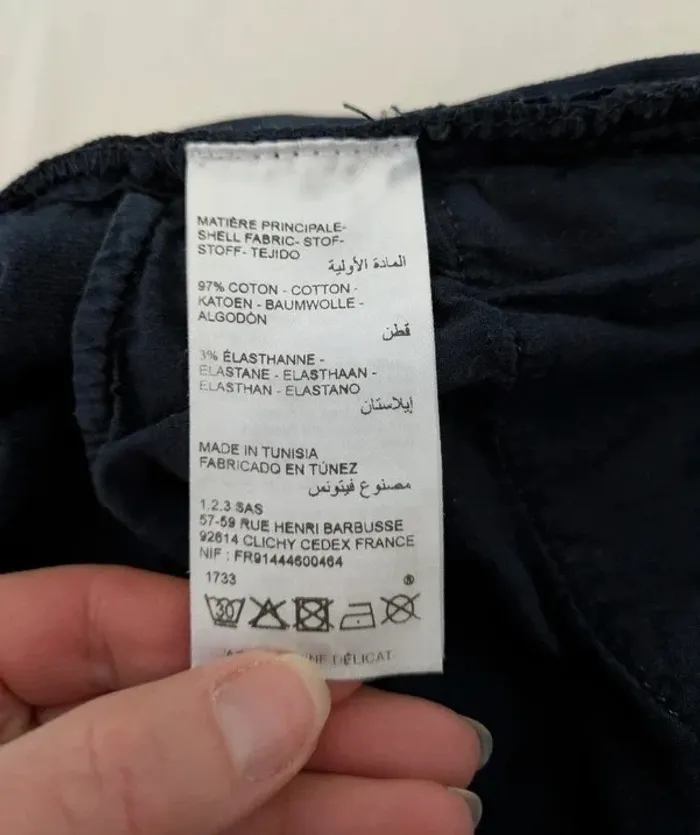 MATIÈRE PRINCIPALE-
SHELL FABRIC- STOF-
STOFF- TEJIDO
المادة الأولية
97% COTON - COTTON -
KATOEN - BAUMWOLLE -
ALGODÓN
قطن
3% ÉLASTHANNE -
ELASTANE - ELASTHAAN -
ELASTHAN - ELASTANO
إيلاستان
MADE IN TUNISIA
FABRICADO EN TÚNEZ
مصنوع فيتونس
1.2.3 SAS
57-59 RUE HENRI BARBUSSE
92614 CLICHY CEDEX FRANCE
NIF : FR91444600464
1733
®
30
DÉLICAT